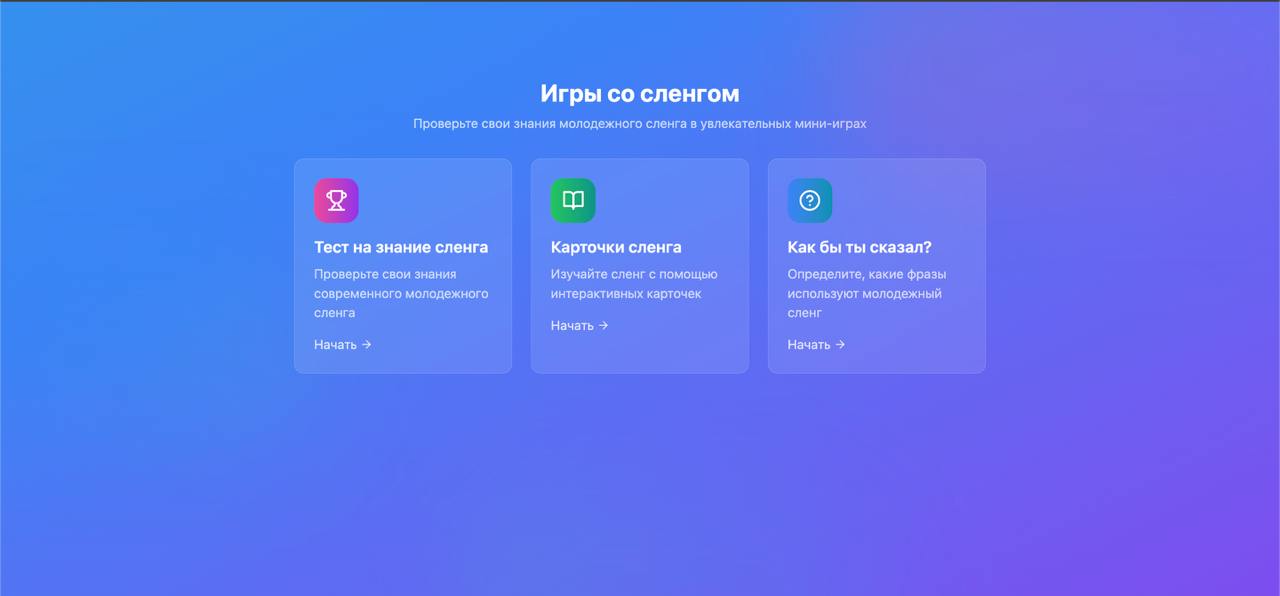 Игры со сленгом
Проверьте свои знания молодежного сленга в увлекательных мини-играх
Тест на знание сленга
Проверьте свои знания
современного молодежного
сленга
Начать →
Карточки сленга
Изучайте сленг с помощью
интерактивных карточек
Начать →
Как бы ты сказал?
Определите, какие фразы
используют молодежный
сленг
Начать →